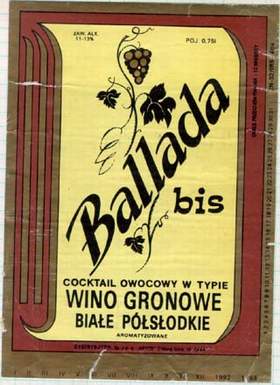 ZAW. ALK.
11-13%
POJ. 0,75l
Ballada
bis
COCKTAIL OWOCOWY W TYPIE
WINO GRONOWE
BIAŁE PÓŁSŁODKIE
AROMATYZOWANE